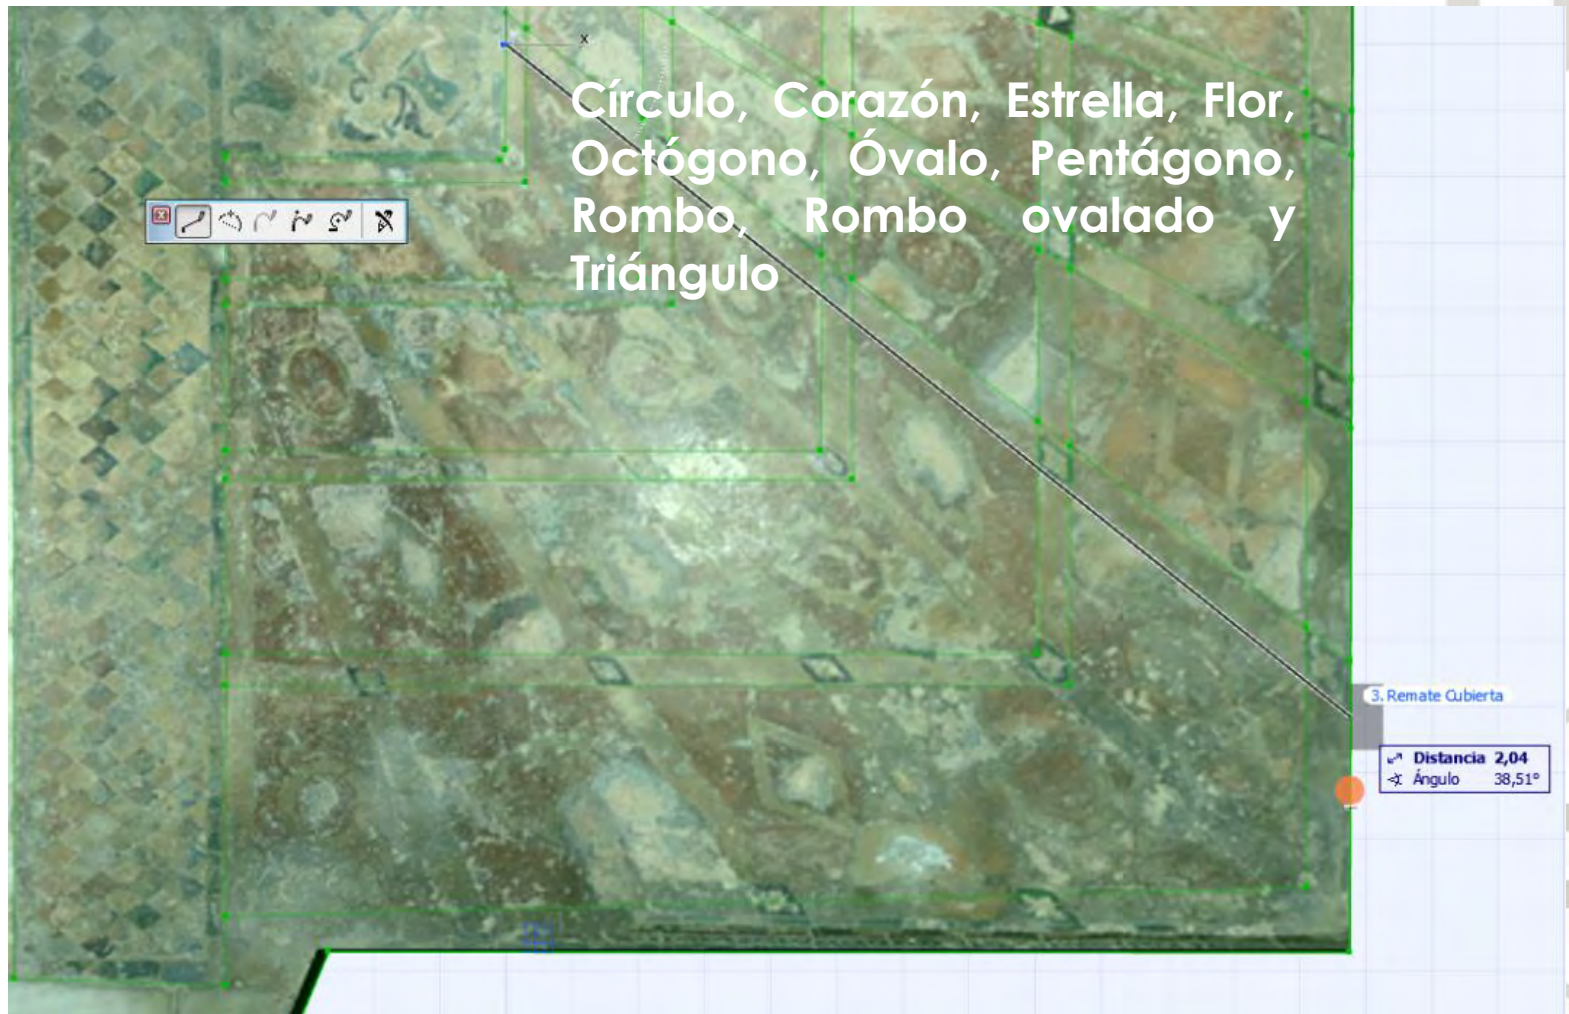 x
Círculo, Corazón, Estrella, Flor,
Octógono, Óvalo, Pentágono,
Rombo, Rombo ovalado y
Triángulo
3. Remate Cubierta
Distancia 2,04
Ángulo 38,51°